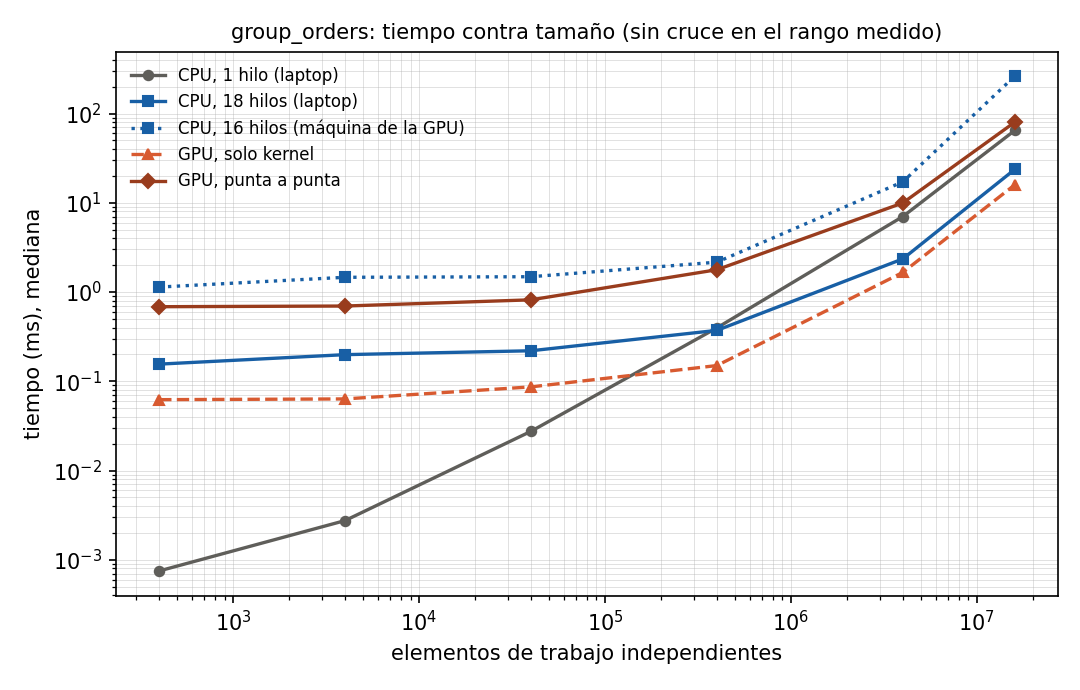 group_orders: tiempo contra tamaño (sin cruce en el rango medido)
CPU, 1 hilo (laptop)
CPU, 18 hilos (laptop)
CPU, 16 hilos (máquina de la GPU)
GPU, solo kernel
GPU, punta a punta
tiempo (ms), mediana
10²
10¹
10⁰
10⁻¹
10⁻²
10⁻³
10³
10⁴
10⁵
10⁶
10⁷
elementos de trabajo independientes